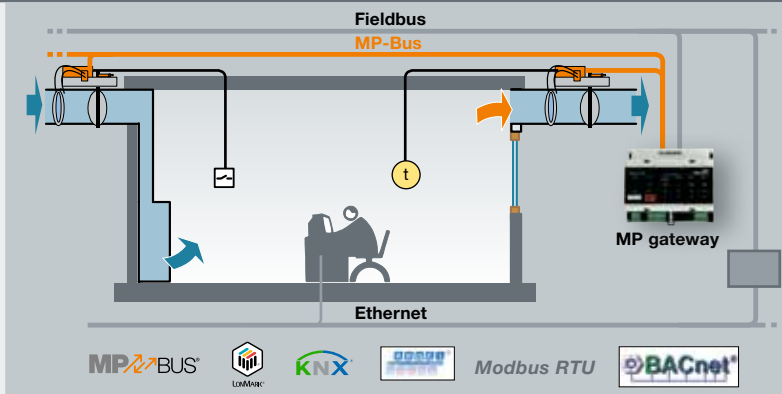 Fieldbus
MP-Bus
t
MP gateway
Ethernet
MP BUS®
LONMARK®
KNX®
Modbus RTU
BACnet®